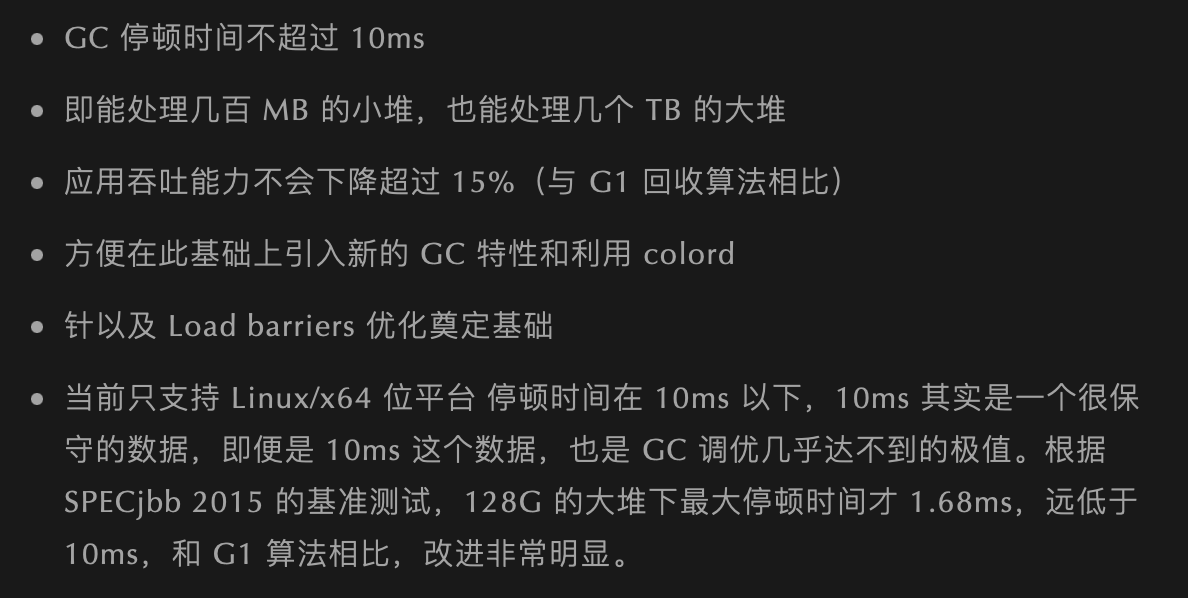 • GC 停顿时间不超过 10ms
• 即能处理几百 MB 的小堆，也能处理几个 TB 的大堆
• 应用吞吐能力不会下降超过 15%（与 G1 回收算法相比）
• 方便在此基础上引入新的 GC 特性和利用 colord
• 针以及 Load barriers 优化奠定基础
• 当前只支持 Linux/x64 位平台 停顿时间在 10ms 以下，10ms 其实是一个很保
守的数据，即便是 10ms 这个数据，也是 GC 调优几乎达不到的极值。根据
SPECjbb 2015 的基准测试，128G 的大堆下最大停顿时间才 1.68ms，远低于
10ms，和 G1 算法相比，改进非常明显。